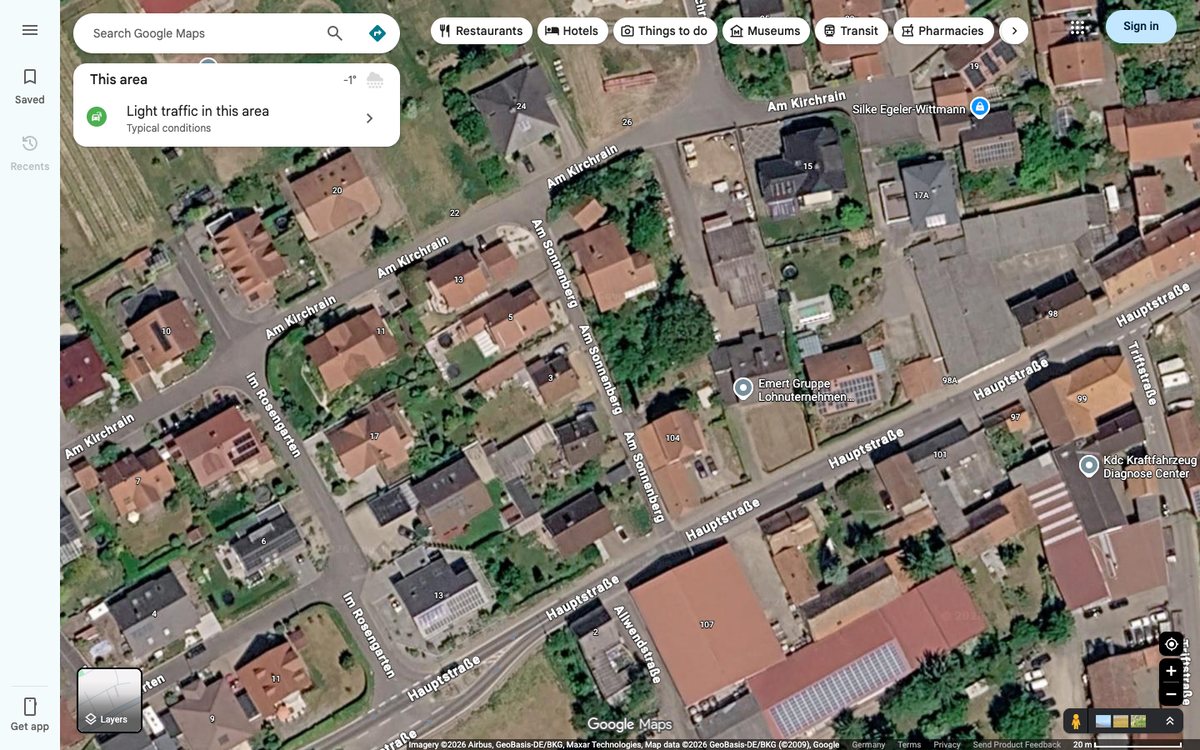 Search Google Maps
Restaurants
Hotels
Things to do
Museums
Transit
Pharmacies
Sign in
Saved
Recents
Get app
This area
-1°
Light traffic in this area
Typical conditions
Am Kirchrain
Silke Egeler-Wittmann
19
24
26
15
17A
Am Kirchrain
20
22
Am Sonnenberg
Am Kirchrain
13
5
Am Kirchrain
10
11
3
Am Sonnenberg
98
Hauptstraße
Triftstraße
98A
Hauptstraße
Emert Gruppe
Lohnunternehmen...
99
97
Im Rosengarten
Am Kirchrain
17
104
Hauptstraße
101
Kdc Kraftfahrzeug
Diagnose Center
Am Sonnenberg
7
6
Hauptstraße
4
13
Im Rosengarten
Hauptstraße
2
Allwendstraße
107
Triftstraße
11
9
Hauptstraße
Layers
Google Maps
Imagery ©2026 Airbus, GeoBasis-DE/BKG, Maxar Technologies, Map data ©2026 GeoBasis-DE/BKG (©2009), Google
Germany
Terms
Privacy
Send Product Feedback
20 m